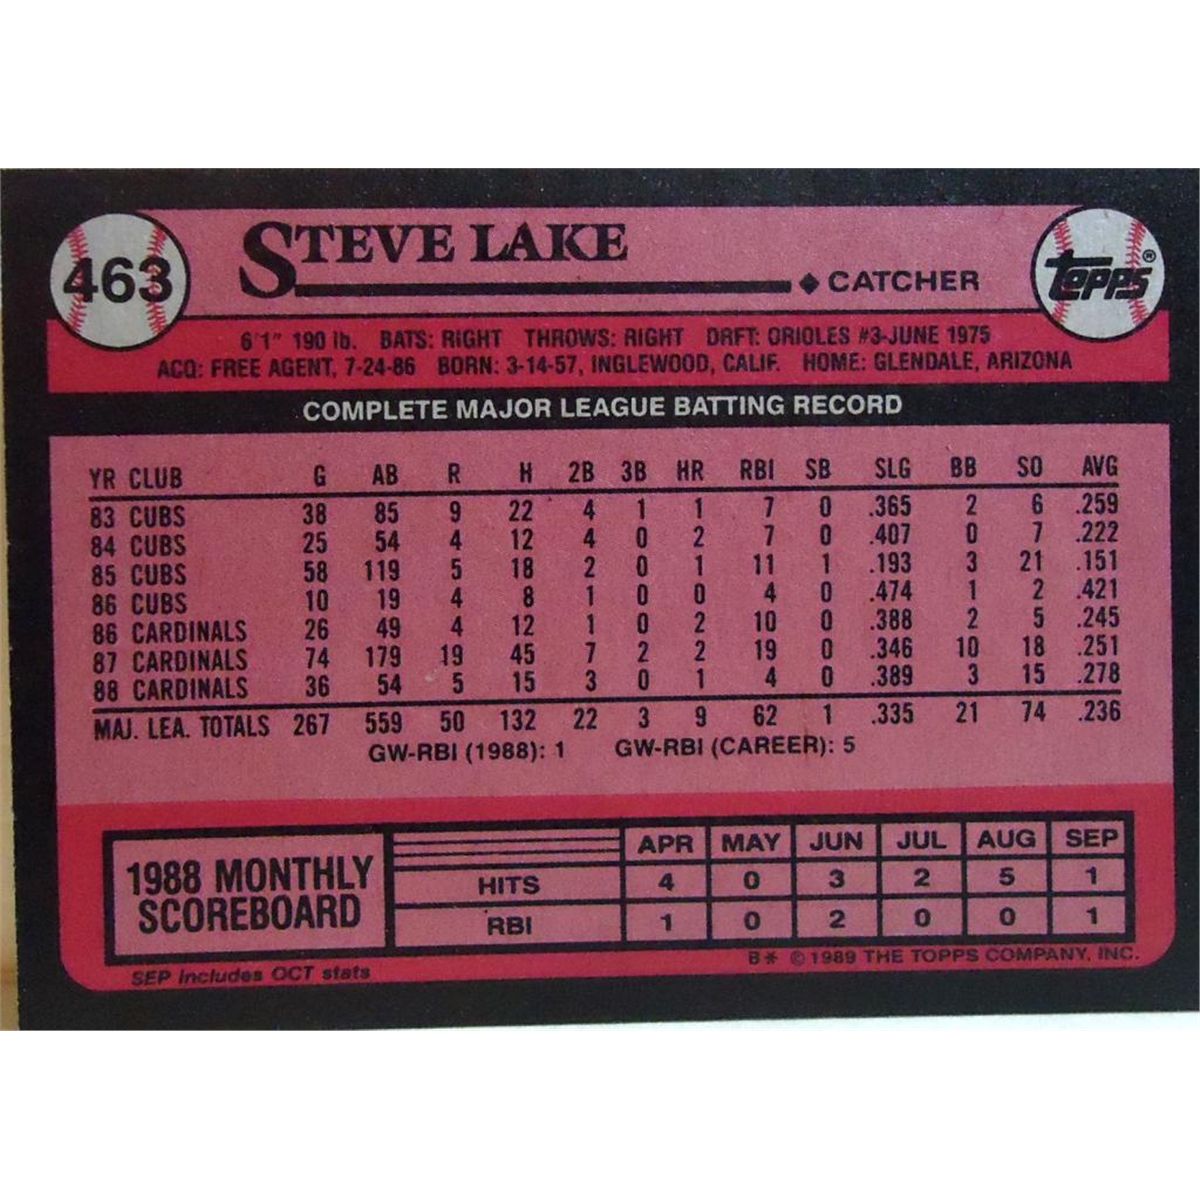 463
STEVE LAKE
◆ CATCHER
TOPPS®
6'1" 190 lb. BATS: RIGHT THROWS: RIGHT DRFT: ORIOLES #3-JUNE 1975
ACQ: FREE AGENT, 7-24-86 BORN: 3-14-57, INGLEWOOD, CALIF. HOME: GLENDALE, ARIZONA
COMPLETE MAJOR LEAGUE BATTING RECORD
YR CLUB G AB R H 2B 3B HR RBI SB SLG BB SO AVG
83 CUBS 38 85 9 22 4 1 1 7 0 .365 2 6 .259
84 CUBS 25 54 4 12 4 0 2 7 0 .407 0 7 .222
85 CUBS 58 119 5 18 2 0 1 11 1 .193 3 21 .151
86 CUBS 10 19 4 8 1 0 0 4 0 .474 1 2 .421
86 CARDINALS 26 49 4 12 1 0 2 10 0 .388 2 5 .245
87 CARDINALS 74 179 19 45 7 2 2 19 0 .346 10 18 .251
88 CARDINALS 36 54 5 15 3 0 1 4 0 .389 3 15 .278
MAJ. LEA. TOTALS 267 559 50 132 22 3 9 62 1 .335 21 74 .236
GW-RBI (1988): 1 GW-RBI (CAREER): 5
1988 MONTHLY
SCOREBOARD
APR MAY JUN JUL AUG SEP
HITS 4 0 3 2 5 1
RBI 1 0 2 0 0 1
SEP includes OCT stats
B* ©1989 THE TOPPS COMPANY, INC.